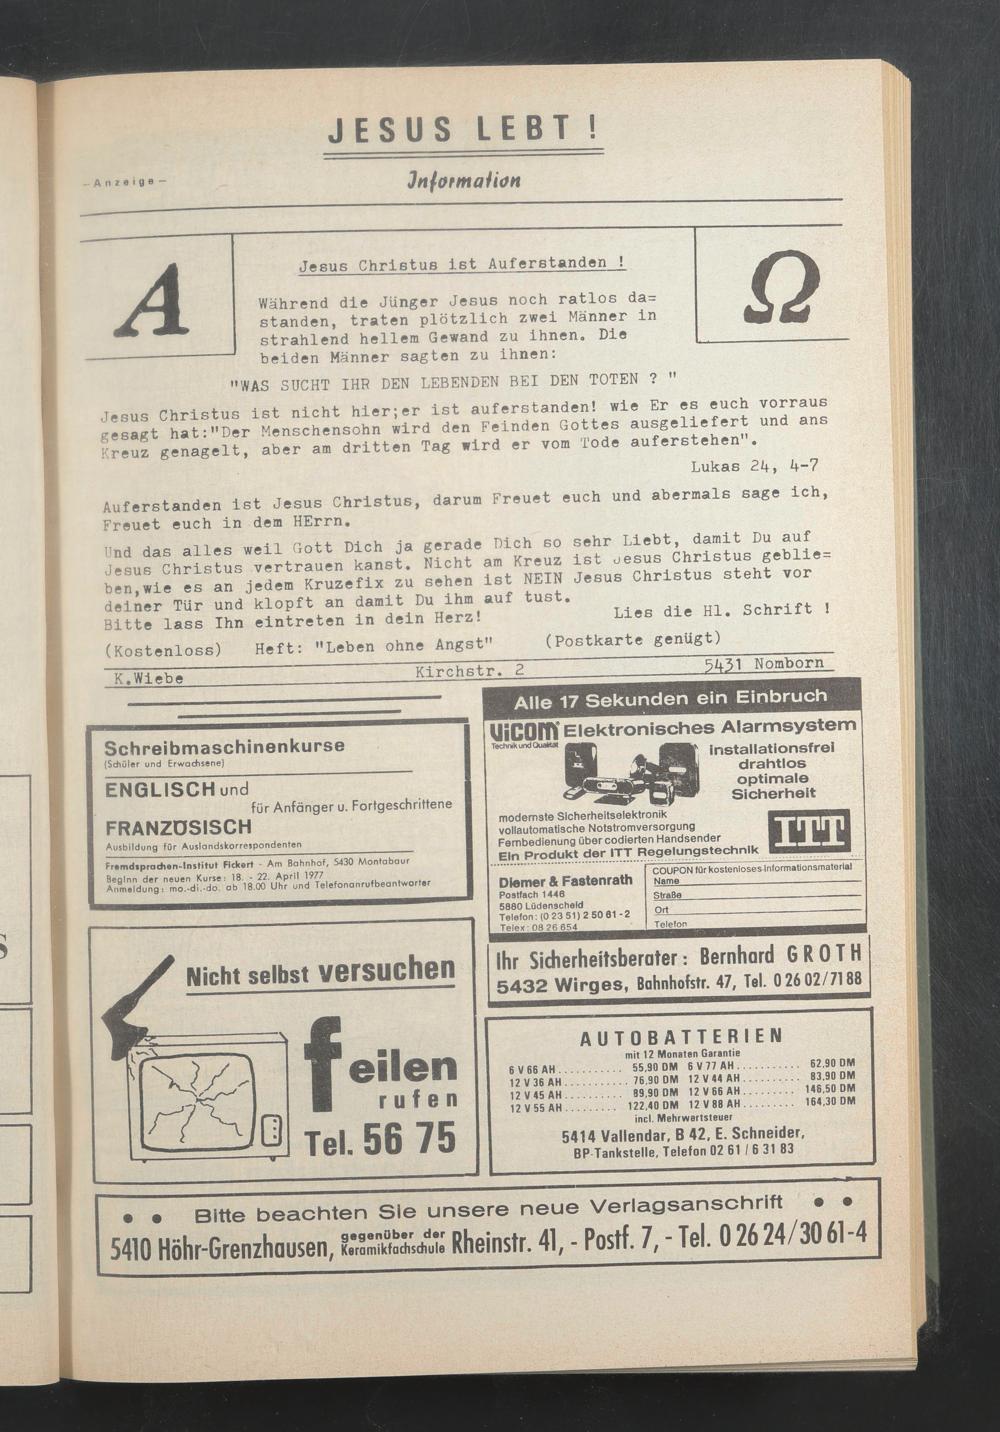 JESUS LEBT !
-Anzeige-
Information
A
Ω
Jesus Christus ist Auferstanden !
Während die Jünger Jesus noch ratlos da=
standen, traten plötzlich zwei Männer in
strahlend hellem Gewand zu ihnen. Die
beiden Männer sagten zu ihnen:
"WAS SUCHT IHR DEN LEBENDEN BEI DEN TOTEN ? "
Jesus Christus ist nicht hier;er ist auferstanden! wie Er es euch vorraus
gesagt hat:"Der Menschensohn wird den Feinden Gottes ausgeliefert und ans
Kreuz genagelt, aber am dritten Tag wird er vom Tode auferstehen".
Lukas 24, 4-7
Auferstanden ist Jesus Christus, darum Freuet euch und abermals sage ich,
Freuet euch in dem HErrn.
Und das alles weil Gott Dich ja gerade Dich so sehr Liebt, damit Du auf
Jesus Christus vertrauen kanst. Nicht am Kreuz ist Jesus Christus geblie=
ben,wie es an jedem Kruzefix zu sehen ist NEIN Jesus Christus steht vor
deiner Tür und klopft an damit Du ihm auf tust.
Bitte lass Ihn eintreten in dein Herz! Lies die Hl. Schrift !
(Kostenloss) Heft: "Leben ohne Angst" (Postkarte genügt)
K.Wiebe Kirchstr. 2 5431 Nomborn
Schreibmaschinenkurse
(Schüler und Erwachsene)
ENGLISCH und
für Anfänger u. Fortgeschrittene
FRANZÖSISCH
Ausbildung für Auslandskorrespondenten
Fremdsprachen-Institut Fickert - Am Bahnhof, 5430 Montabaur
Beginn der neuen Kurse: 18. - 22. April 1977
Anmeldung: mo.-di.-do. ab 18.00 Uhr und Telefonanrufbeantworter
Alle 17 Sekunden ein Einbruch
ViCOM Elektronisches Alarmsystem
Technik und Qualität
installationsfrei
drahtlos
optimale
Sicherheit
modernste Sicherheitselektronik
vollautomatische Notstromversorgung
Fernbedienung über codierten Handsender
Ein Produkt der ITT Regelungstechnik
ITT
Diemer & Fastenrath
Postfach 1446
5880 Lüdenscheid
Telefon: (0 23 51) 2 50 61 -2
Telex: 08 26 654
COUPON für kostenloses Informationsmaterial
Name
Straße
Ort
Telefon
Ihr Sicherheitsberater: Bernhard GROTH
5432 Wirges, Bahnhofstr. 47, Tel. 0 26 02/71 88
Nicht selbst versuchen
feilen
rufen
Tel. 56 75
AUTOBATTERIEN
mit 12 Monaten Garantie
6 V 66 AH........... 55,90 DM 6 V 77 AH.......... 62,90 DM
12 V 36 AH........... 76,90 DM 12 V 44 AH.......... 83,90 DM
12 V 45 AH........... 89,90 DM 12 V 66 AH.......... 146,50 DM
12 V 55 AH......... 122,40 DM 12 V 88 AH......... 164,30 DM
incl. Mehrwertsteuer
5414 Vallendar, B 42, E. Schneider,
BP-Tankstelle, Telefon 02 61 / 6 31 83
• • Bitte beachten Sie unsere neue Verlagsanschrift • •
5410 Höhr-Grenzhausen, gegenüber der Keramikfachschule Rheinstr. 41, - Postf. 7, - Tel. 0 26 24/30 61-4
S